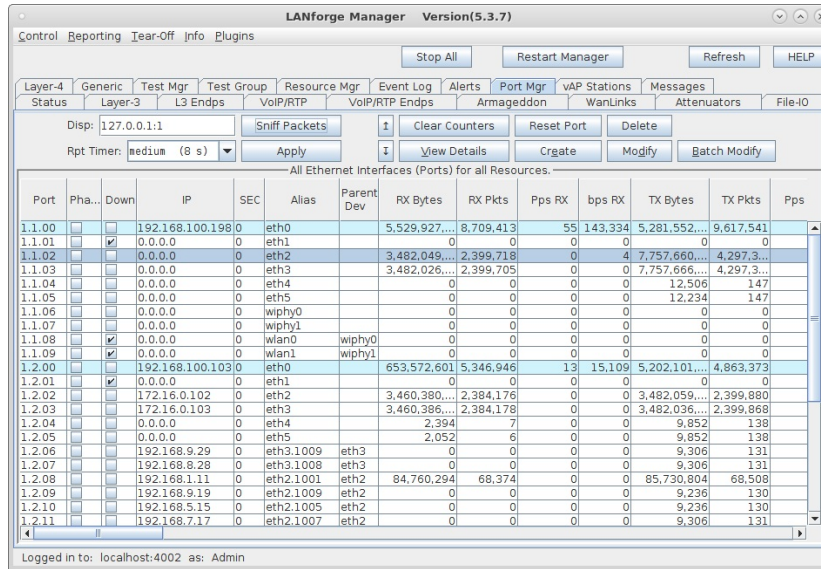 LANforge Manager Version(5.3.7)
Control Reporting Tear-Off Info Plugins
Stop All Restart Manager Refresh HELP
Layer-4 Generic Test Mgr Test Group Resource Mgr Event Log Alerts Port Mgr vAP Stations Messages
Status Layer-3 L3 Endps VoIP/RTP VoIP/RTP Endps Armageddon WanLinks Attenuators File-IO
Disp: 127.0.0.1:1 Sniff Packets ↥ Clear Counters Reset Port Delete
Rpt Timer: medium (8 s) Apply ↧ View Details Create Modify Batch Modify
All Ethernet Interfaces (Ports) for all Resources.
Port Pha... Down IP SEC Alias Parent Dev RX Bytes RX Pkts Pps RX bps RX TX Bytes TX Pkts Pps
1.1.00 192.168.100.198 0 eth0 5,529,927,... 8,709,413 55 143,334 5,281,552,... 9,617,541
1.1.01 0.0.0.0 0 eth1 0 0 0 0 0 0
1.1.02 0.0.0.0 0 eth2 3,482,049,... 2,399,718 0 4 7,757,660,... 4,297,3...
1.1.03 0.0.0.0 0 eth3 3,482,026,... 2,399,705 0 0 7,757,666,... 4,297,3...
1.1.04 0.0.0.0 0 eth4 0 0 0 0 12,506 147
1.1.05 0.0.0.0 0 eth5 0 0 0 0 12,234 147
1.1.06 0.0.0.0 0 wiphy0 0 0 0 0 0 0
1.1.07 0.0.0.0 0 wiphy1 0 0 0 0 0 0
1.1.08 0.0.0.0 0 wlan0 wiphy0 0 0 0 0 0 0
1.1.09 0.0.0.0 0 wlan1 wiphy1 0 0 0 0 0 0
1.2.00 192.168.100.103 0 eth0 653,572,601 5,346,946 13 15,109 5,202,101,... 4,863,373
1.2.01 0.0.0.0 0 eth1 0 0 0 0 0 0
1.2.02 172.16.0.102 0 eth2 3,460,380,... 2,384,176 0 0 3,482,059,... 2,399,880
1.2.03 172.16.0.103 0 eth3 3,460,386,... 2,384,178 0 0 3,482,036,... 2,399,868
1.2.04 0.0.0.0 0 eth4 2,394 7 0 0 9,852 138
1.2.05 0.0.0.0 0 eth5 2,052 6 0 0 9,852 138
1.2.06 192.168.9.29 0 eth3.1009 eth3 0 0 0 0 9,306 131
1.2.07 192.168.8.28 0 eth3.1008 eth3 0 0 0 0 9,306 131
1.2.08 192.168.1.11 0 eth2.1001 eth2 84,760,294 68,374 0 0 85,730,804 68,508
1.2.09 192.168.9.19 0 eth2.1009 eth2 0 0 0 0 9,236 130
1.2.10 192.168.5.15 0 eth2.1005 eth2 0 0 0 0 9,236 130
1.2.11 192.168.7.17 0 eth2.1007 eth2 0 0 0 0 9,306 131
Logged in to: localhost:4002 as: Admin